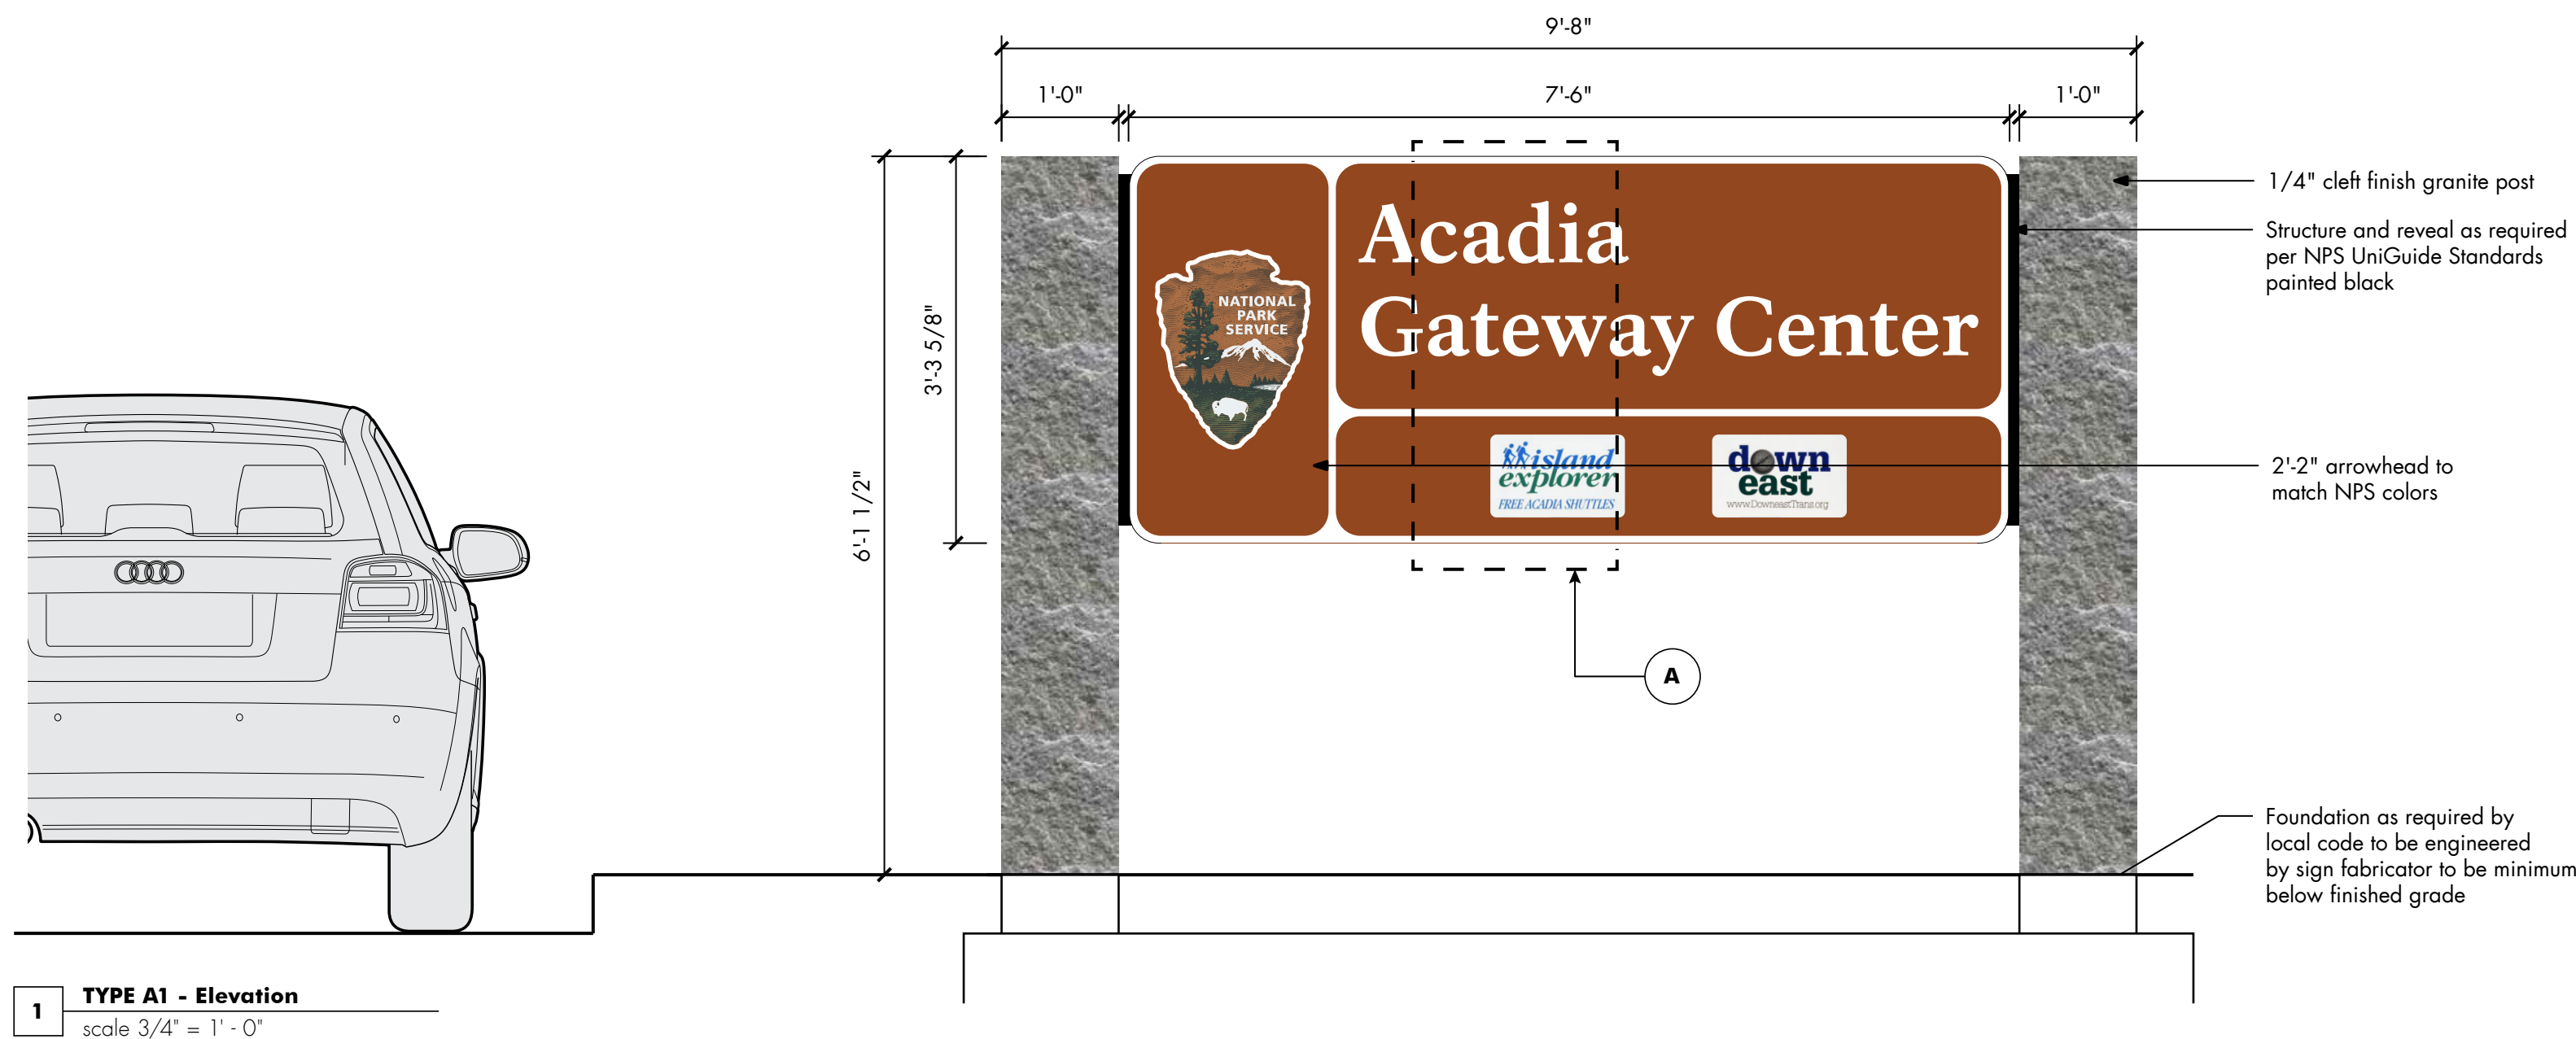 9'-8"
1'-0"
7'-6"
1'-0"
3'-3 5/8"
6'-1 1/2"
Acadia
Gateway Center
NATIONAL
PARK
SERVICE
island
explorer
FREE ACADIA SHUTTLES
down
east
www.DowneastTrans.org
1/4" cleft finish granite post
Structure and reveal as required
per NPS UniGuide Standards
painted black
2'-2" arrowhead to
match NPS colors
A
Foundation as required by
local code to be engineered
by sign fabricator to be minimum
below finished grade
1
TYPE A1 - Elevation
scale 3/4" = 1' - 0"